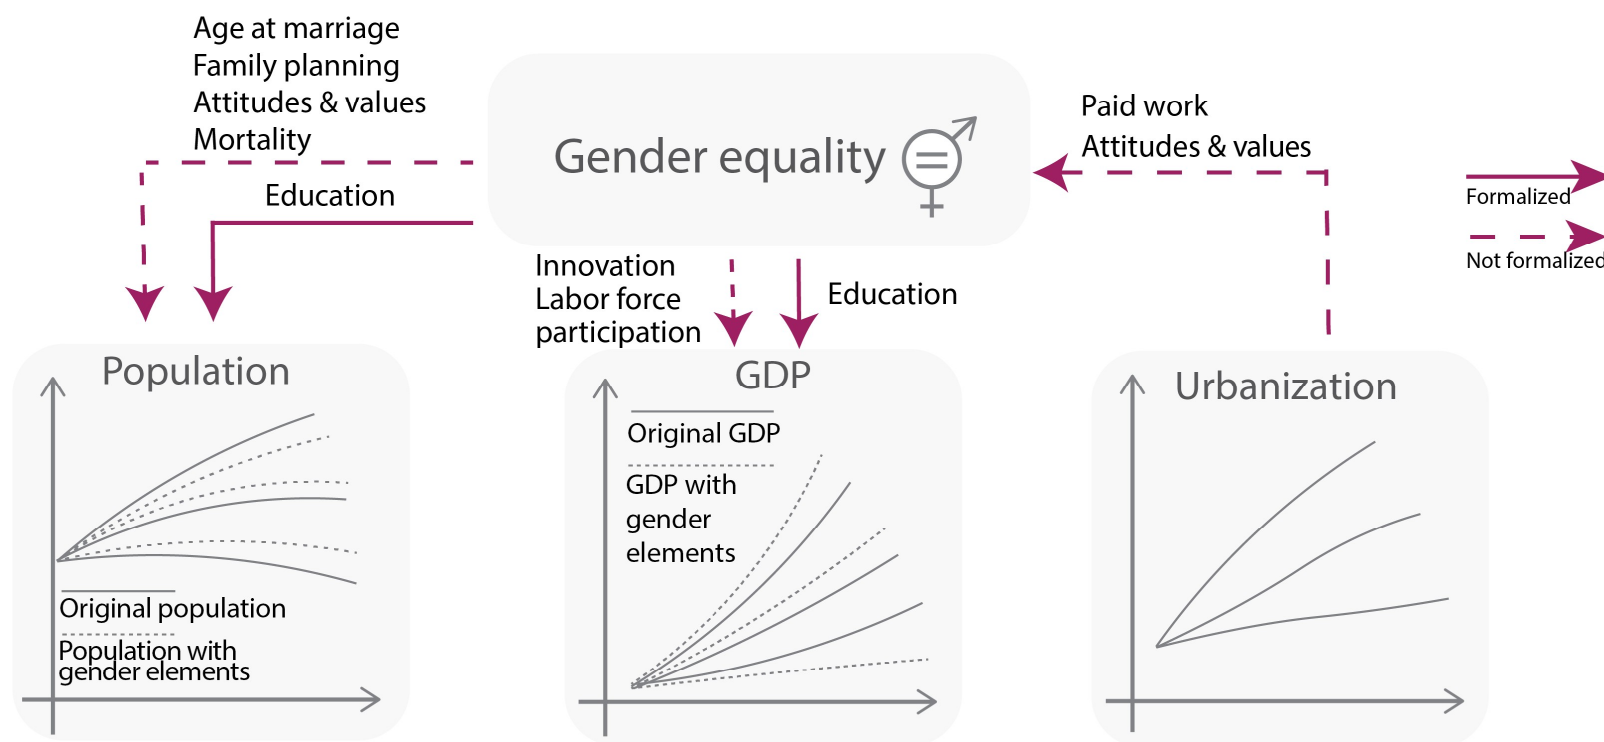 Age at marriage
Family planning
Attitudes & values
Mortality
Education
Gender equality
Paid work
Attitudes & values
Formalized
Not formalized
Innovation
Labor force
participation
Education
Population
Original population
Population with
gender elements
GDP
Original GDP
GDP with
gender
elements
Urbanization